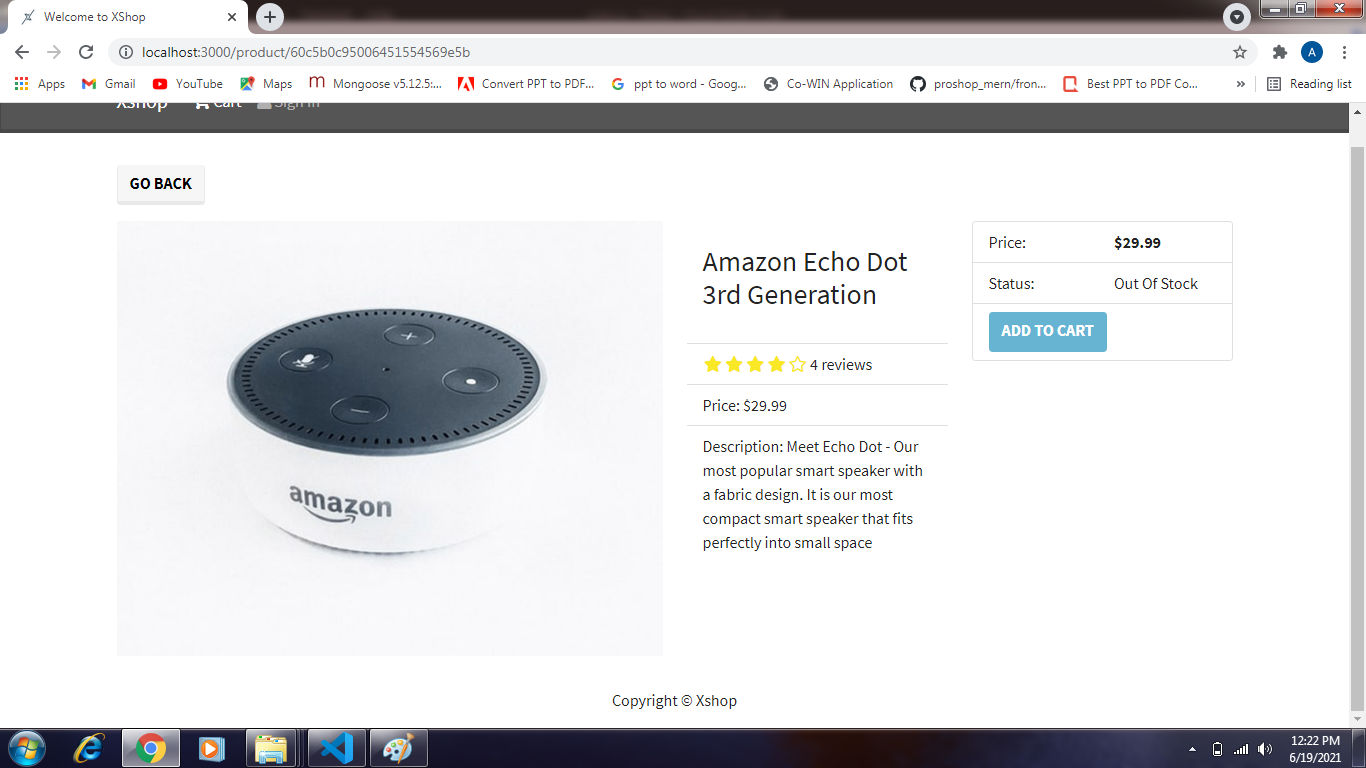 Welcome to XShop
localhost:3000/product/60c5b0c95006451554569e5b
A
Apps
Gmail
YouTube
Maps
Mongoose v5.12.5:...
Convert PPT to PDF...
ppt to word - Goog...
Co-WIN Application
proshop_mern/fron...
Best PPT to PDF Co...
»
Reading list
Xshop
Cart
Sign In
GO BACK
amazon
Amazon Echo Dot
3rd Generation
4 reviews
Price: $29.99
Description: Meet Echo Dot - Our
most popular smart speaker with
a fabric design. It is our most
compact smart speaker that fits
perfectly into small space
Price: $29.99
Status: Out Of Stock
ADD TO CART
Copyright © Xshop
12:22 PM
6/19/2021